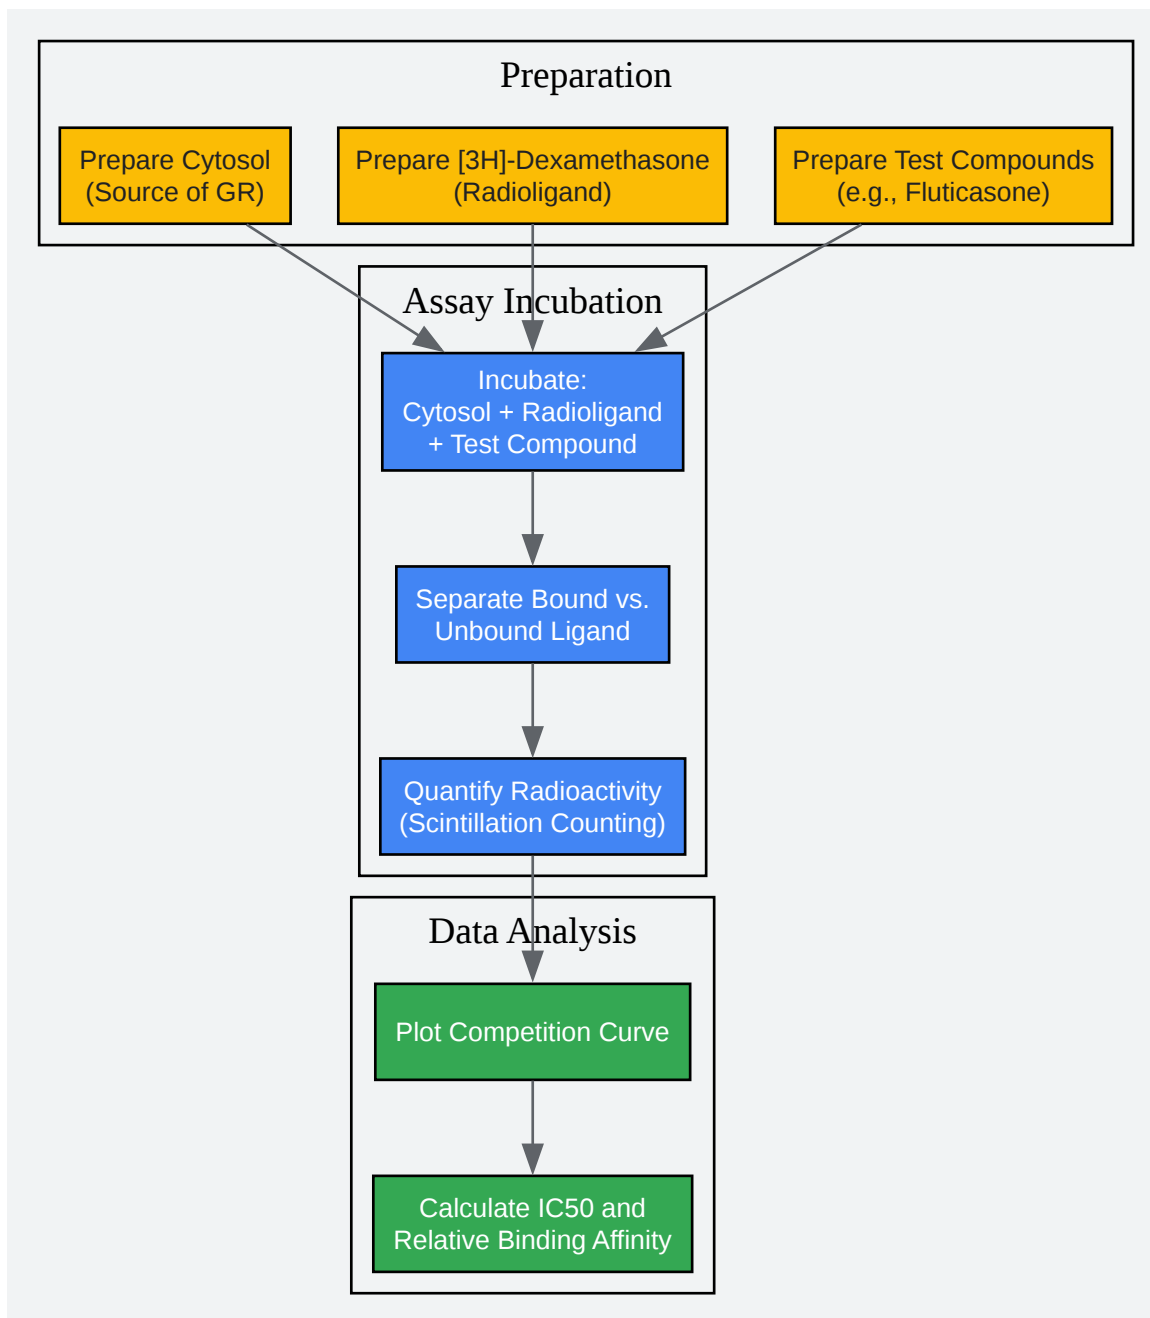 Preparation
Prepare Cytosol
(Source of GR)
Prepare [3H]-Dexamethasone
(Radioligand)
Prepare Test Compounds
(e.g., Fluticasone)
Assay Incubation
Incubate:
Cytosol + Radioligand
+ Test Compound
Separate Bound vs.
Unbound Ligand
Quantify Radioactivity
(Scintillation Counting)
Data Analysis
Plot Competition Curve
Calculate IC50 and
Relative Binding Affinity